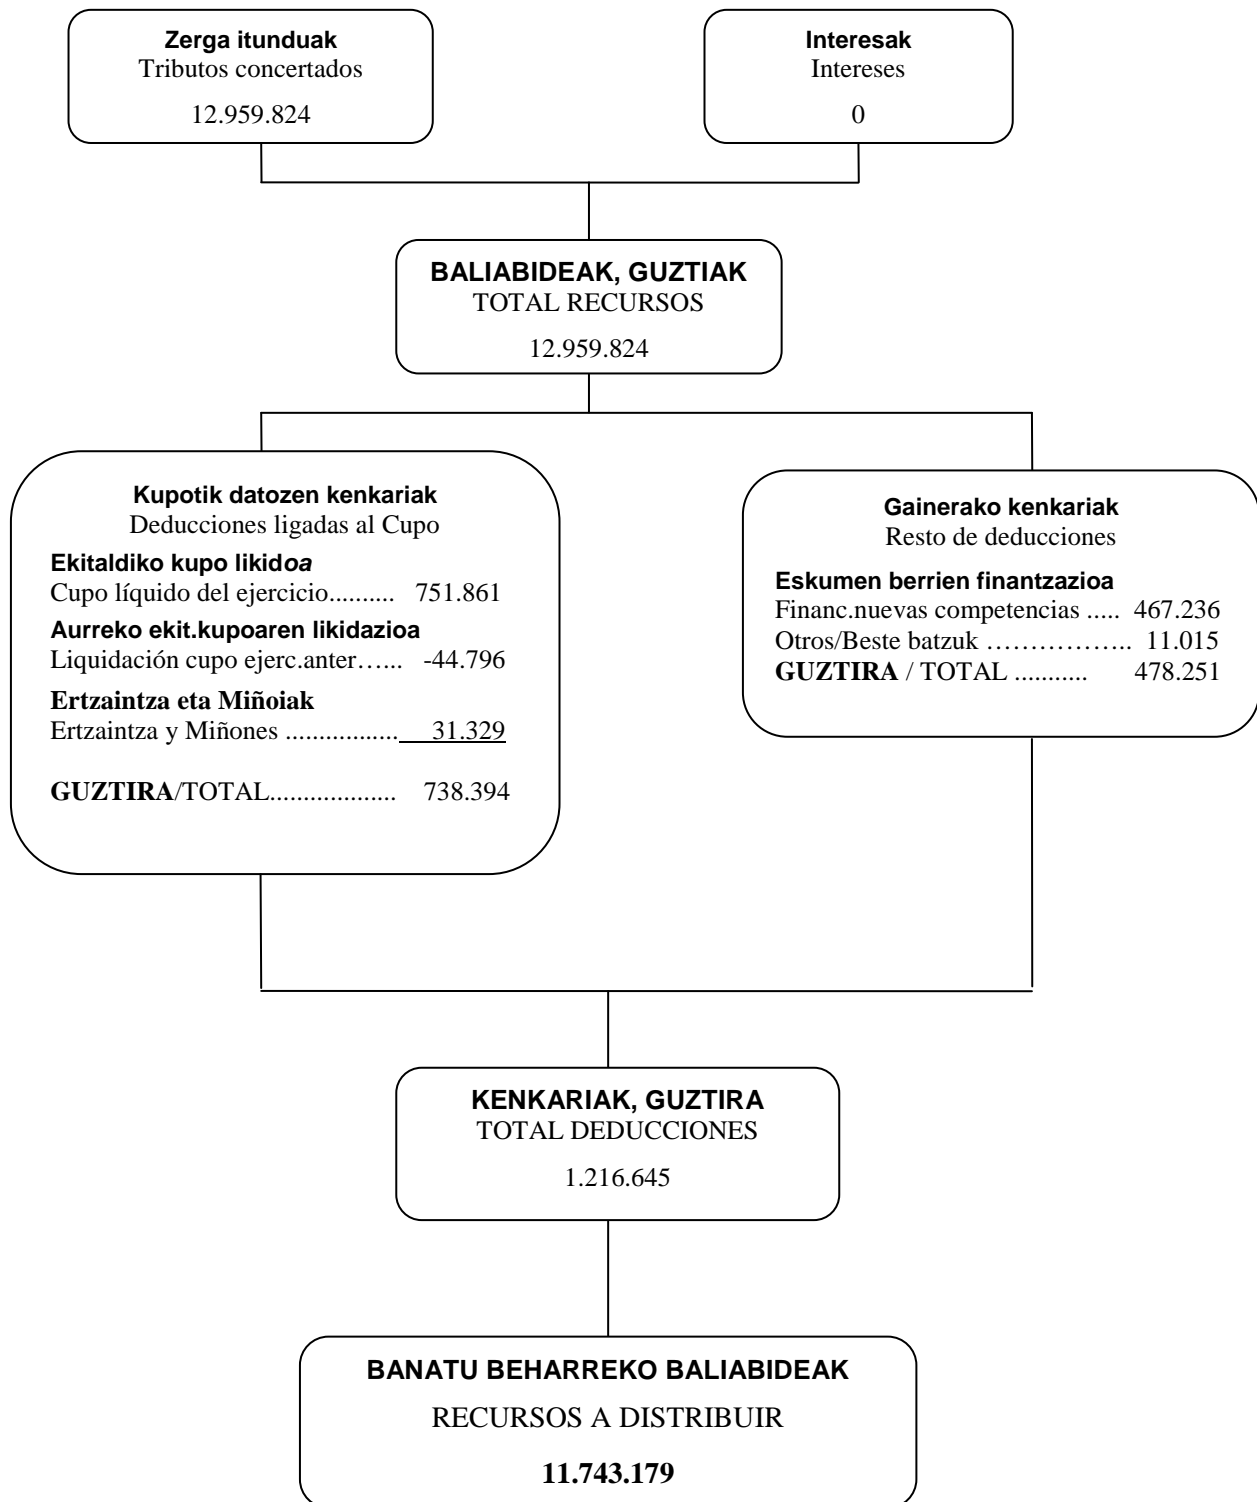 Zerga itunduak
Tributos concertados
12.959.824
Interesak
Intereses
0
BALIABIDEAK, GUZTIAK
TOTAL RECURSOS
12.959.824
Kupotik datozen kenkariak
Deducciones ligadas al Cupo
Ekitaldiko kupo likidoa
Cupo líquido del ejercicio.......... 751.861
Aurreko ekit.kupoaren likidazioa
Liquidación cupo ejerc.anter…... -44.796
Ertzaintza eta Miñoiak
Ertzaintza y Miñones ................. 31.329
GUZTIRA/TOTAL................... 738.394
Gainerako kenkariak
Resto de deducciones
Eskumen berrien finantzazioa
Financ.nuevas competencias ..... 467.236
Otros/Beste batzuk …………….. 11.015
GUZTIRA / TOTAL ........... 478.251
KENKARIAK, GUZTIRA
TOTAL DEDUCCIONES
1.216.645
BANATU BEHARREKO BALIABIDEAK
RECURSOS A DISTRIBUIR
11.743.179